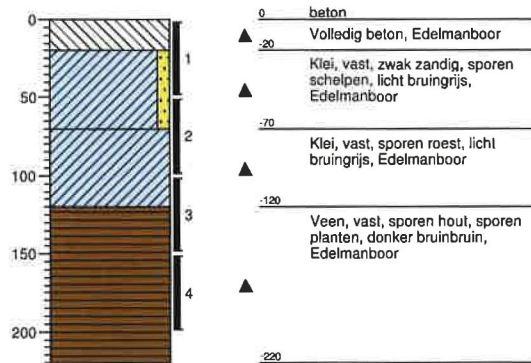 0
50
100
150
200
1
2
3
4
0 beton
Volledig beton, Edelmanboor
-20
Klei, vast, zwak zandig, sporen
schelpen, licht bruingrijs,
Edelmanboor
-70
Klei, vast, sporen roest, licht
bruingrijs, Edelmanboor
-120
Veen, vast, sporen hout, sporen
planten, donker bruinbruin,
Edelmanboor
-220